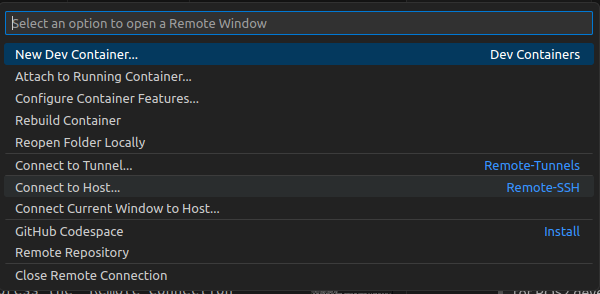 Select an option to open a Remote Window
New Dev Container... Dev Containers
Attach to Running Container...
Configure Container Features...
Rebuild Container
Reopen Folder Locally
Connect to Tunnel... Remote-Tunnels
Connect to Host... Remote-SSH
Connect Current Window to Host...
GitHub Codespace Install
Remote Repository
Close Remote Connection